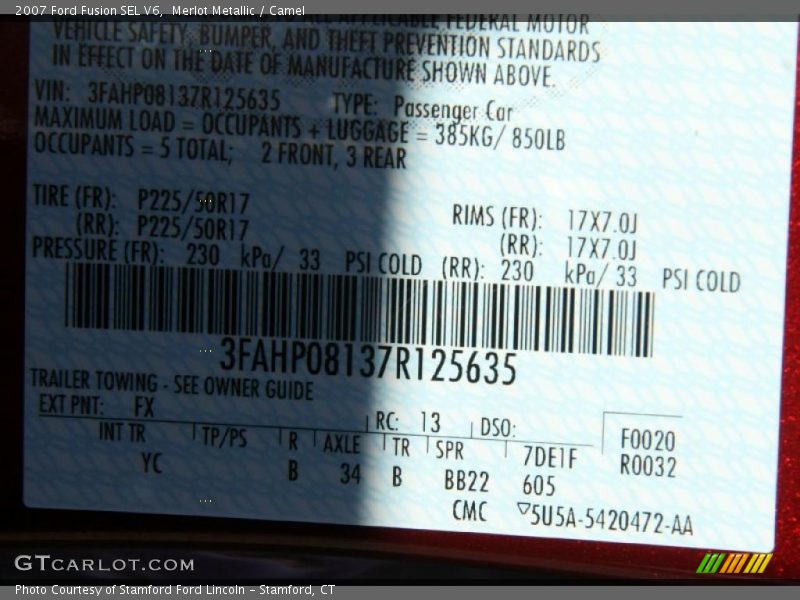 2007 Ford Fusion SEL V6,  Merlot Metallic / Camel
ALL APPLICABLE FEDERAL MOTOR
VEHICLE SAFETY, BUMPER, AND THEFT PREVENTION STANDARDS
IN EFFECT ON THE DATE OF MANUFACTURE SHOWN ABOVE.
VIN: 3FAHP08137R125635 TYPE: Passenger Car
MAXIMUM LOAD = OCCUPANTS + LUGGAGE = 385KG/ 850LB
OCCUPANTS = 5 TOTAL; 2 FRONT, 3 REAR
TIRE (FR): P225/50R17 RIMS (FR): 17X7.0J
(RR): P225/50R17 (RR): 17X7.0J
PRESSURE (FR): 230 kPa/ 33 PSI COLD (RR): 230 kPa/ 33 PSI COLD
3FAHP08137R125635
TRAILER TOWING - SEE OWNER GUIDE
EXT PNT: FX RC: 13 DSO: F0020
INT TR TP/PS R AXLE TR SPR 7DE1F R0032
YC B 34 B BB22 605
CMC ▽5U5A-5420472-AA
GTCARLOT.COM
Photo Courtesy of Stamford Ford Lincoln – Stamford, CT